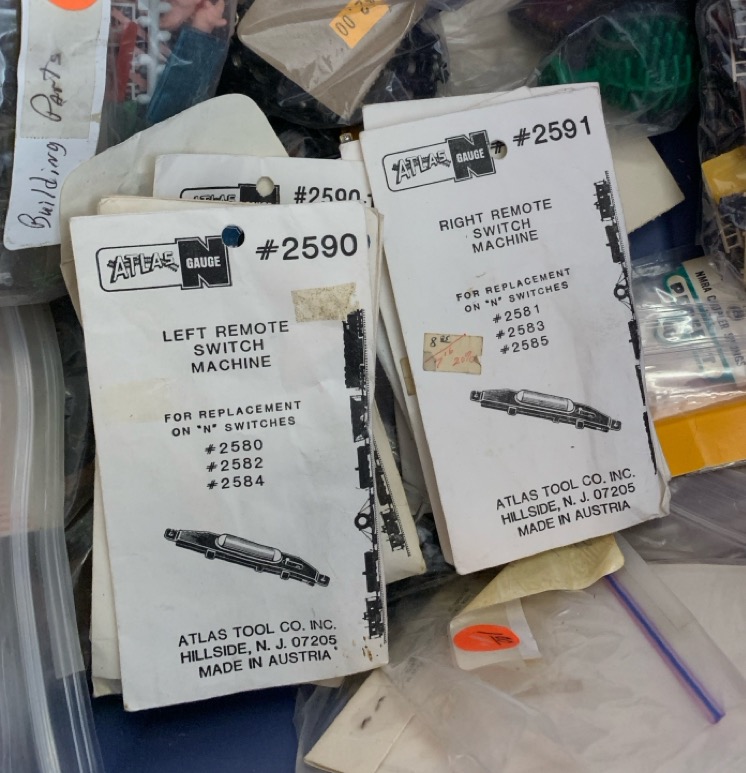 Building Parts
00
ATLAS N GAUGE
#2590
ATLAS N GAUGE
#2590
LEFT REMOTE
SWITCH
MACHINE
FOR REPLACEMENT
ON "N" SWITCHES
#2580
#2582
#2584
ATLAS TOOL CO. INC.
HILLSIDE, N. J. 07205
MADE IN AUSTRIA
ATLAS N GAUGE
#2591
RIGHT REMOTE
SWITCH
MACHINE
FOR REPLACEMENT
ON "N" SWITCHES
#2581
#2583
#2585
ATLAS TOOL CO. INC.
HILLSIDE, N. J. 07205
MADE IN AUSTRIA
NMRA